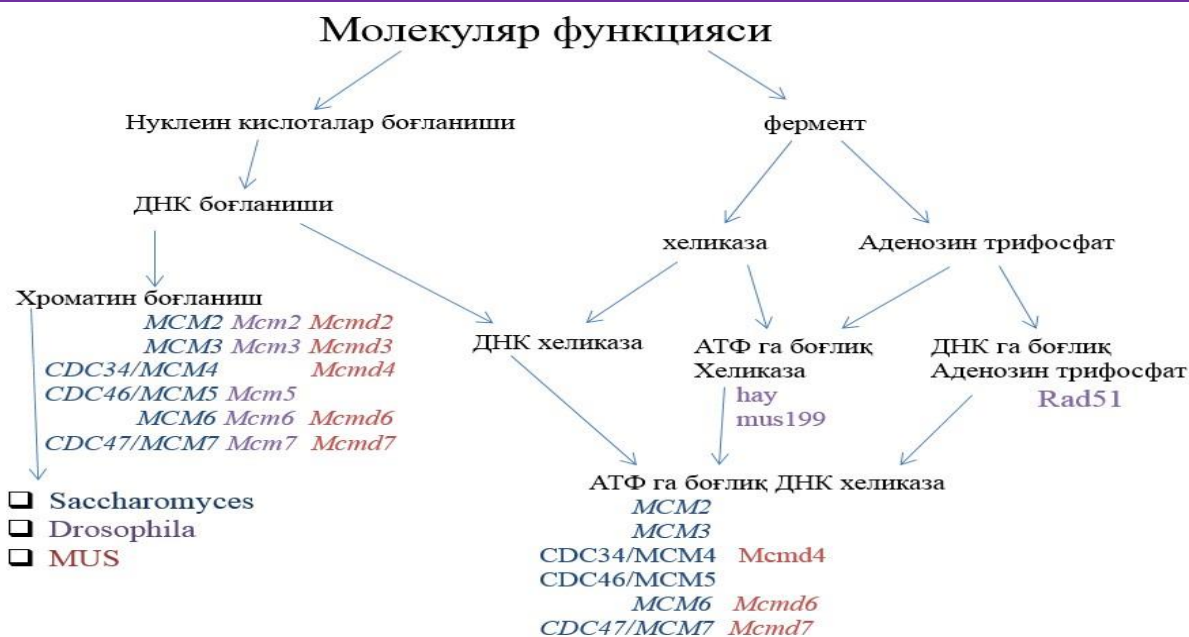 Молекуляр функцияси
Нуклеин кислоталар боғланиши
фермент
ДНК боғланиши
хеликаза
Аденозин трифосфат
Хроматин боғланиш
MCM2 Mcm2 Mcmd2
MCM3 Mcm3 Mcmd3
CDC34/MCM4 Mcmd4
CDC46/MCM5 Mcm5
MCM6 Mcm6 Mcmd6
CDC47/MCM7 Mcm7 Mcmd7
ДНК хеликаза
АТФ га боғлиқ
Хеликаза
hay
mus199
ДНК га боғлиқ
Аденозин трифосфат
Rad51
Saccharomyces
Drosophila
MUS
АТФ га боғлиқ ДНК хеликаза
MCM2
MCM3
CDC34/MCM4 Mcmd4
CDC46/MCM5
MCM6 Mcmd6
CDC47/MCM7 Mcmd7